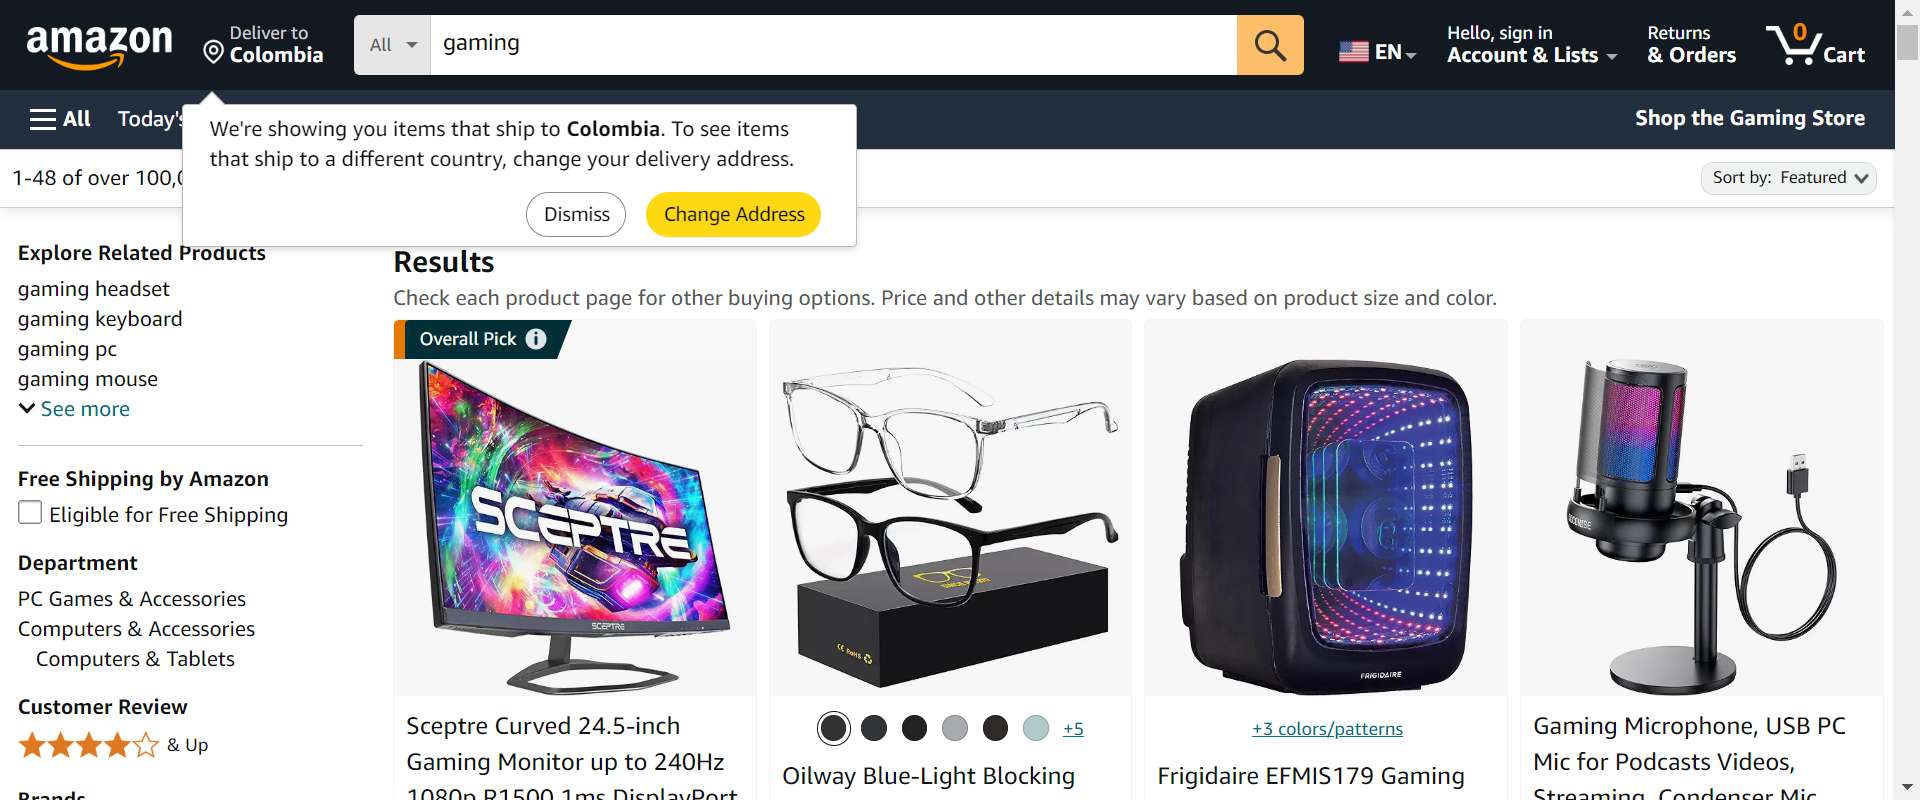 amazon
Deliver to
Colombia
All
gaming
EN
Hello, sign in
Account & Lists
Returns
& Orders
0
Cart
All
Today's
Shop the Gaming Store
We're showing you items that ship to Colombia. To see items
that ship to a different country, change your delivery address.
Dismiss
Change Address
1-48 of over 100,0
Sort by: Featured
Explore Related Products
gaming headset
gaming keyboard
gaming pc
gaming mouse
See more
Free Shipping by Amazon
Eligible for Free Shipping
Department
PC Games & Accessories
Computers & Accessories
Computers & Tablets
Customer Review
& Up
Brands
Results
Check each product page for other buying options. Price and other details may vary based on product size and color.
Overall Pick
SCEPTRE
SCEPTRE
Sceptre Curved 24.5-inch
Gaming Monitor up to 240Hz
1080p R1500 1ms DisplayPort
CE RoHS
+5
Oilway Blue-Light Blocking
FRIGIDAIRE
+3 colors/patterns
Frigidaire EFMIS179 Gaming
Gaming Microphone, USB PC
Mic for Podcasts Videos,
Streaming, Condenser Mic